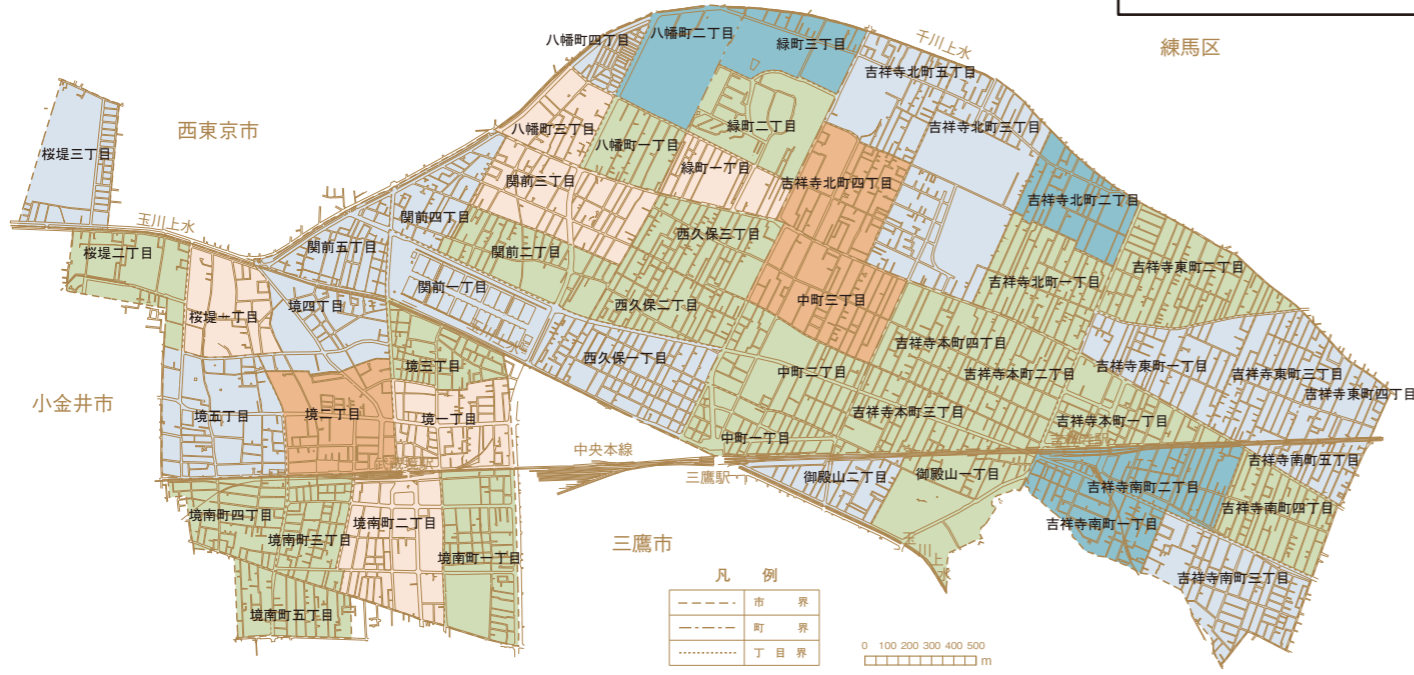 八幡町四丁目
八幡町二丁目
緑町三丁目
千川上水
練馬区
吉祥寺北町五丁目
西東京市
桜堤三丁目
八幡町三丁目
緑町二丁目
吉祥寺北町三丁目
八幡町一丁目
緑町一丁目
関前三丁目
吉祥寺北町四丁目
吉祥寺北町二丁目
玉川上水
関前四丁目
西久保三丁目
桜堤二丁目
関前五丁目
関前二丁目
吉祥寺東町二丁目
関前一丁目
吉祥寺北町一丁目
境四丁目
西久保二丁目
中町三丁目
桜堤一丁目
吉祥寺本町四丁目
西久保一丁目
境三丁目
中町二丁目
吉祥寺本町二丁目
吉祥寺東町一丁目
吉祥寺東町三丁目
吉祥寺東町四丁目
小金井市
境五丁目
境二丁目
境一丁目
吉祥寺本町三丁目
吉祥寺本町一丁目
中町一丁目
中央本線
三鷹駅
御殿山二丁目
御殿山一丁目
吉祥寺南町五丁目
吉祥寺南町二丁目
吉祥寺南町四丁目
境南町四丁目
境南町二丁目
吉祥寺南町一丁目
境南町三丁目
三鷹市
玉川上水
境南町一丁目
吉祥寺南町三丁目
境南町五丁目
凡 例
市 界
町 界
丁 目 界
0 100 200 300 400 500
m